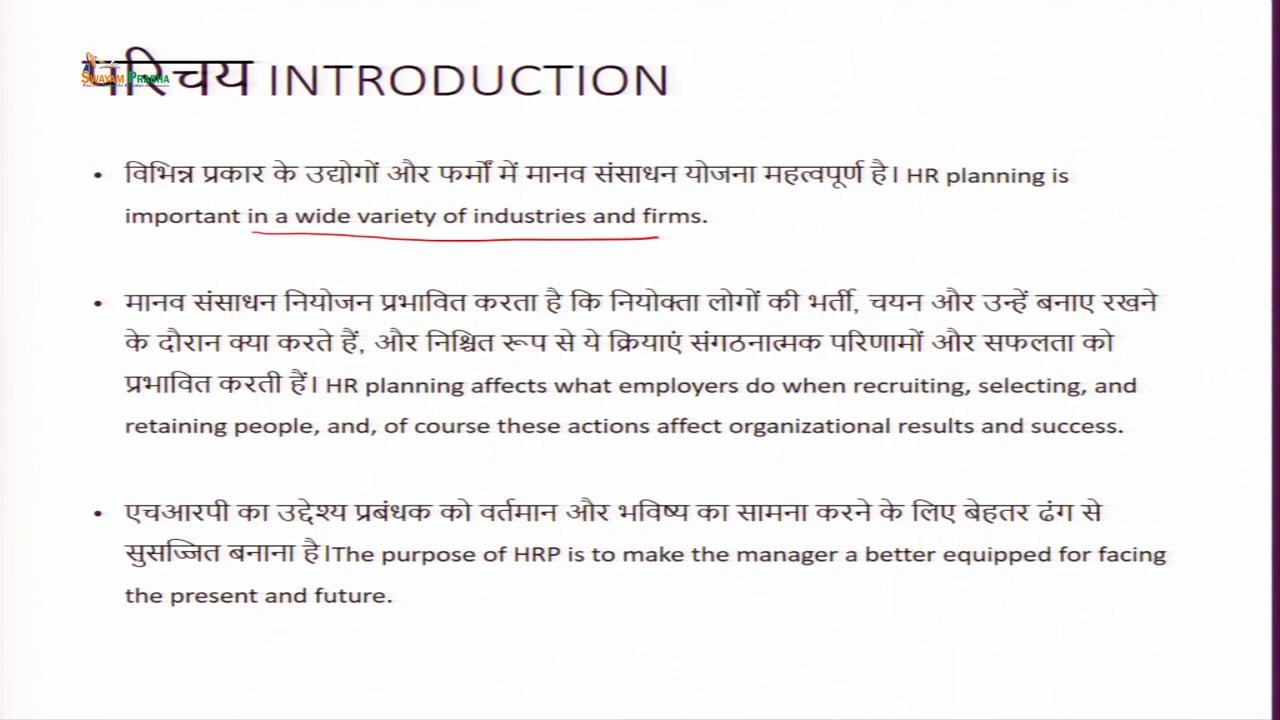 परिचय INTRODUCTION
SWAYAM PRABHA
• विभिन्न प्रकार के उद्योगों और फर्मों में मानव संसाधन योजना महत्वपूर्ण है। HR planning is
important in a wide variety of industries and firms.
• मानव संसाधन नियोजन प्रभावित करता है कि नियोक्ता लोगों की भर्ती, चयन और उन्हें बनाए रखने
के दौरान क्या करते हैं, और निश्चित रूप से ये क्रियाएं संगठनात्मक परिणामों और सफलता को
प्रभावित करती हैं। HR planning affects what employers do when recruiting, selecting, and
retaining people, and, of course these actions affect organizational results and success.
• एचआरपी का उद्देश्य प्रबंधक को वर्तमान और भविष्य का सामना करने के लिए बेहतर ढंग से
सुसज्जित बनाना है।The purpose of HRP is to make the manager a better equipped for facing
the present and future.